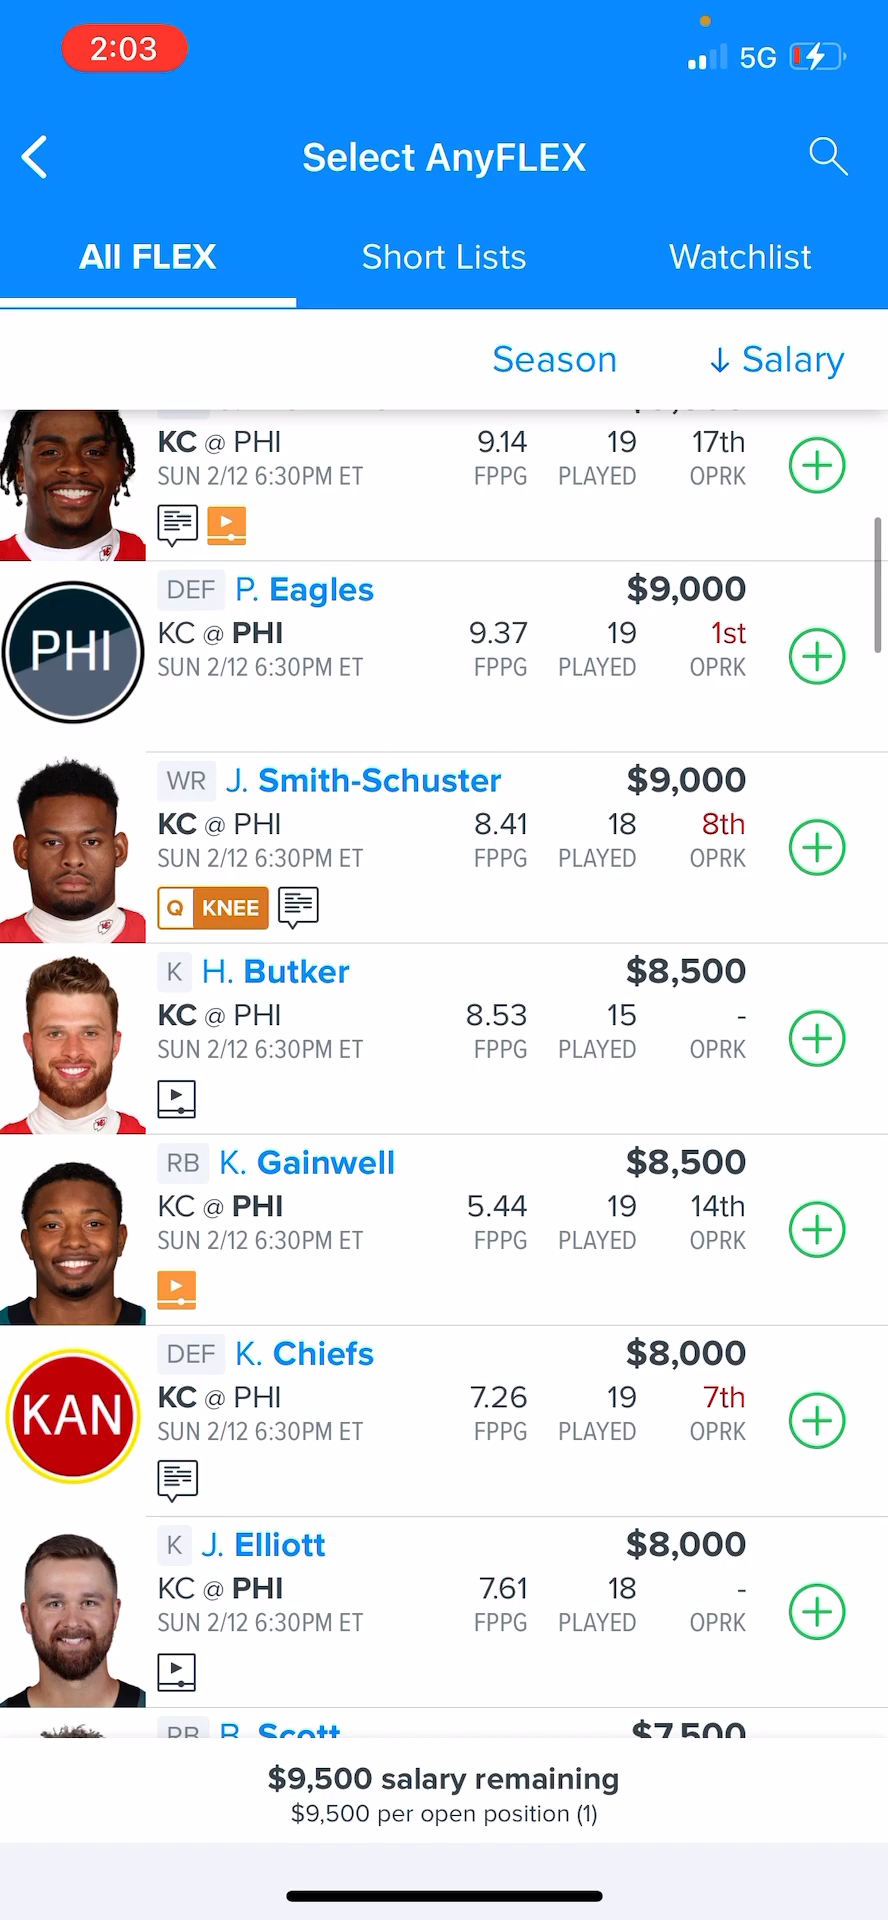 2:03
5G
Select AnyFLEX
All FLEX Short Lists Watchlist
Season ↓ Salary
KC @ PHI 9.14 19 17th
SUN 2/12 6:30PM ET FPPG PLAYED OPRK
PHI
DEF P. Eagles $9,000
KC @ PHI 9.37 19 1st
SUN 2/12 6:30PM ET FPPG PLAYED OPRK
WR J. Smith-Schuster $9,000
KC @ PHI 8.41 18 8th
SUN 2/12 6:30PM ET FPPG PLAYED OPRK
Q KNEE
K H. Butker $8,500
KC @ PHI 8.53 15 -
SUN 2/12 6:30PM ET FPPG PLAYED OPRK
RB K. Gainwell $8,500
KC @ PHI 5.44 19 14th
SUN 2/12 6:30PM ET FPPG PLAYED OPRK
KAN
DEF K. Chiefs $8,000
KC @ PHI 7.26 19 7th
SUN 2/12 6:30PM ET FPPG PLAYED OPRK
K J. Elliott $8,000
KC @ PHI 7.61 18 -
SUN 2/12 6:30PM ET FPPG PLAYED OPRK
RB B. Scott $7,500
$9,500 salary remaining
$9,500 per open position (1)